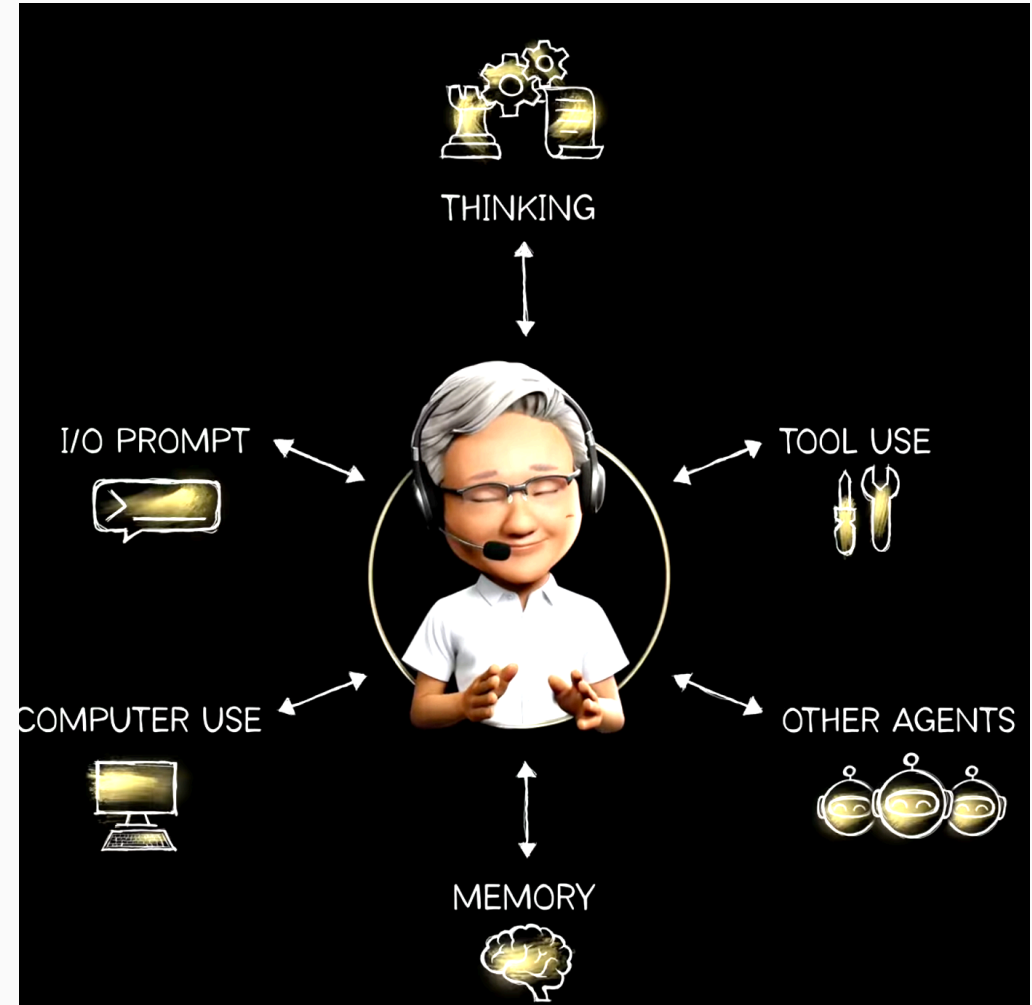 THINKING
I/O PROMPT
TOOL USE
COMPUTER USE
OTHER AGENTS
MEMORY